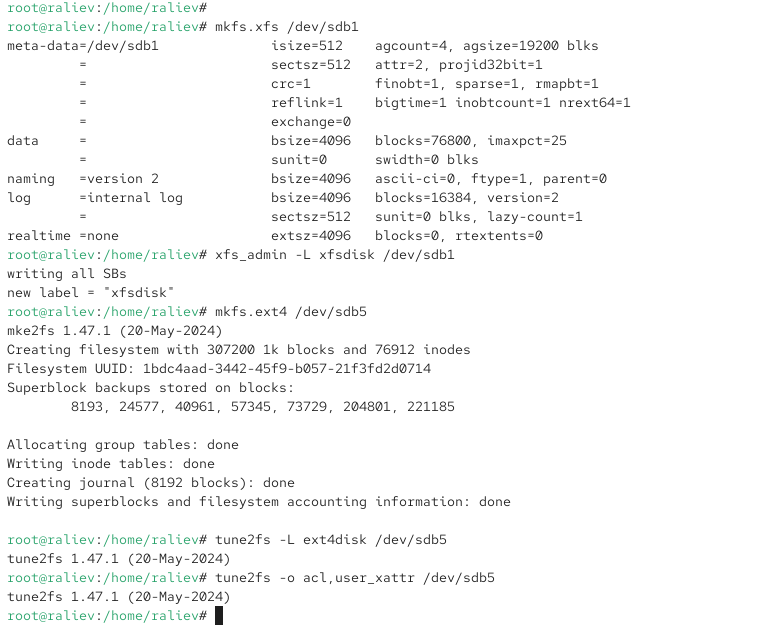 root@raliev:/home/raliev#
root@raliev:/home/raliev# mkfs.xfs /dev/sdb1
meta-data=/dev/sdb1              isize=512    agcount=4, agsize=19200 blks
         =                       sectsz=512   attr=2, projid32bit=1
         =                       crc=1        finobt=1, sparse=1, rmapbt=1
         =                       reflink=1    bigtime=1 inobtcount=1 nrext64=1
         =                       exchange=0
data     =                       bsize=4096   blocks=76800, imaxpct=25
         =                       sunit=0      swidth=0 blks
naming   =version 2              bsize=4096   ascii-ci=0, ftype=1, parent=0
log      =internal log           bsize=4096   blocks=16384, version=2
         =                       sectsz=512   sunit=0 blks, lazy-count=1
realtime =none                   extsz=4096   blocks=0, rtextents=0
root@raliev:/home/raliev# xfs_admin -L xfsdisk /dev/sdb1
writing all SBs
new label = "xfsdisk"
root@raliev:/home/raliev# mkfs.ext4 /dev/sdb5
mke2fs 1.47.1 (20-May-2024)
Creating filesystem with 307200 1k blocks and 76912 inodes
Filesystem UUID: 1bdc4aad-3442-45f9-b057-21f3fd2d0714
Superblock backups stored on blocks:
        8193, 24577, 40961, 57345, 73729, 204801, 221185

Allocating group tables: done
Writing inode tables: done
Creating journal (8192 blocks): done
Writing superblocks and filesystem accounting information: done

root@raliev:/home/raliev# tune2fs -L ext4disk /dev/sdb5
tune2fs 1.47.1 (20-May-2024)
root@raliev:/home/raliev# tune2fs -o acl,user_xattr /dev/sdb5
tune2fs 1.47.1 (20-May-2024)
root@raliev:/home/raliev#